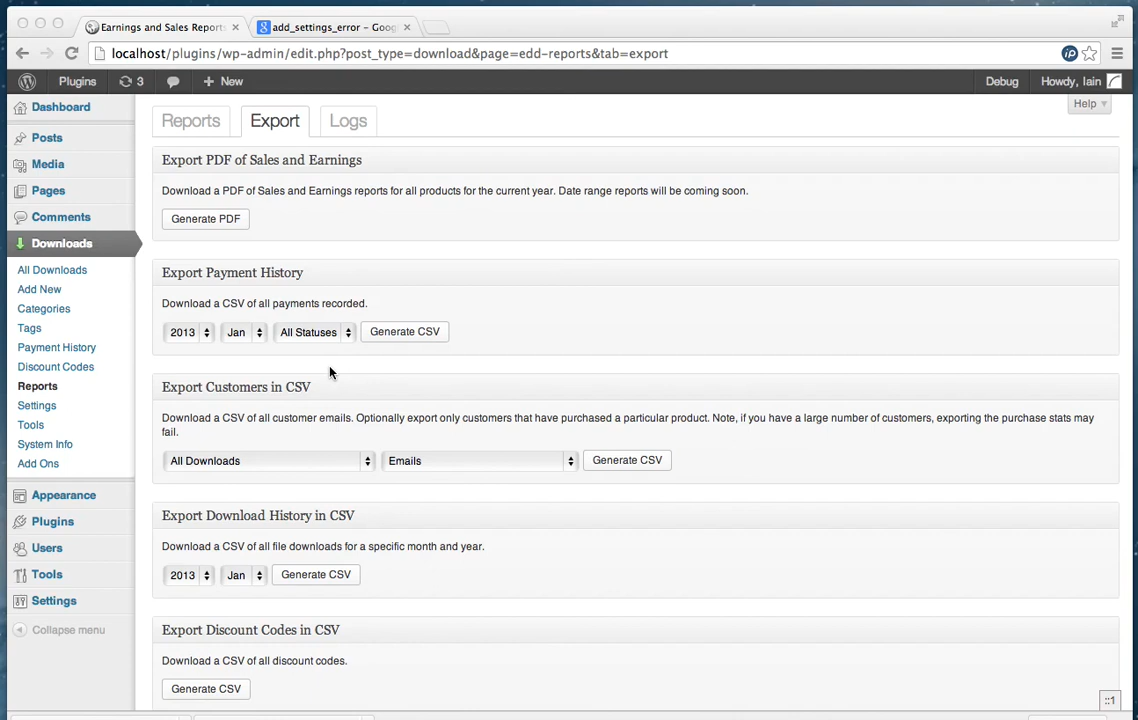 Earnings and Sales Reports
add_settings_error – Goog
localhost/plugins/wp-admin/edit.php?post_type=download&page=edd-reports&tab=export
Plugins 3 + New Debug Howdy, Iain
Help
Dashboard
Posts
Media
Pages
Comments
Downloads
All Downloads
Add New
Categories
Tags
Payment History
Discount Codes
Reports
Settings
Tools
System Info
Add Ons
Appearance
Plugins
Users
Tools
Settings
Collapse menu
Reports Export Logs
Export PDF of Sales and Earnings
Download a PDF of Sales and Earnings reports for all products for the current year. Date range reports will be coming soon.
Generate PDF
Export Payment History
Download a CSV of all payments recorded.
2013 Jan All Statuses Generate CSV
Export Customers in CSV
Download a CSV of all customer emails. Optionally export only customers that have purchased a particular product. Note, if you have a large number of customers, exporting the purchase stats may
fail.
All Downloads Emails Generate CSV
Export Download History in CSV
Download a CSV of all file downloads for a specific month and year.
2013 Jan Generate CSV
Export Discount Codes in CSV
Download a CSV of all discount codes.
Generate CSV
::1